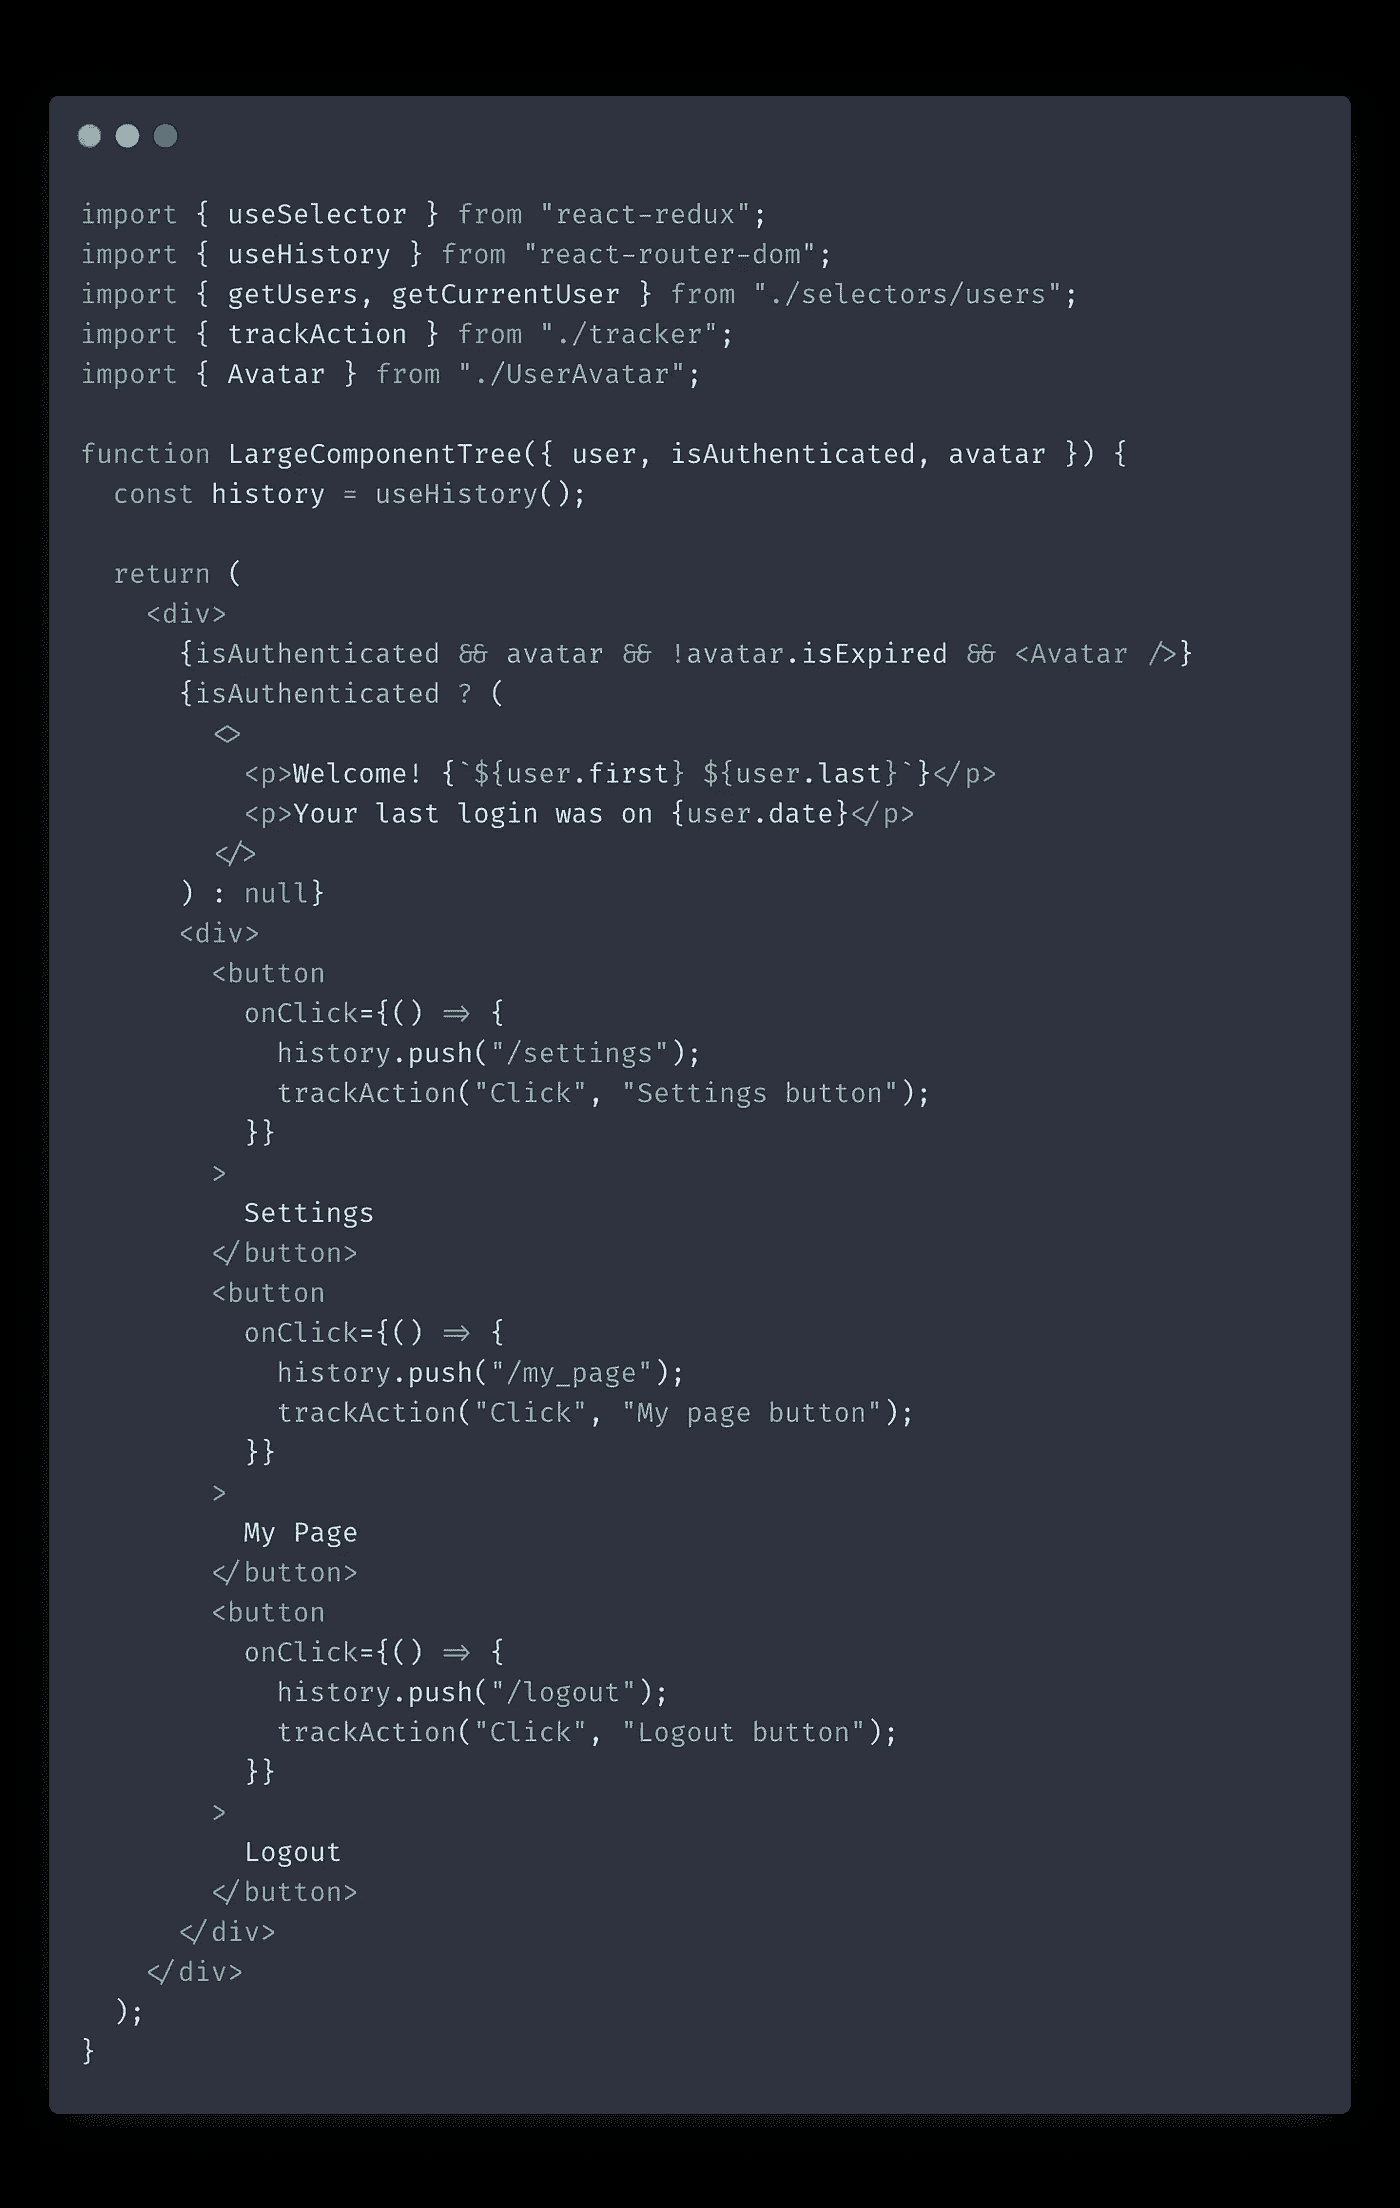 import { useSelector } from "react-redux";
import { useHistory } from "react-router-dom";
import { getUsers, getCurrentUser } from "./selectors/users";
import { trackAction } from "./tracker";
import { Avatar } from "./UserAvatar";

function LargeComponentTree({ user, isAuthenticated, avatar }) {
  const history = useHistory();

  return (
    <div>
      {isAuthenticated && avatar && !avatar.isExpired && <Avatar />}
      {isAuthenticated ? (
        <>
          <p>Welcome! {`${user.first} ${user.last}`}</p>
          <p>Your last login was on {user.date}</p>
        </>
      ) : null}
      <div>
        <button
          onClick={() => {
            history.push("/settings");
            trackAction("Click", "Settings button");
          }}
        >
          Settings
        </button>
        <button
          onClick={() => {
            history.push("/my_page");
            trackAction("Click", "My page button");
          }}
        >
          My Page
        </button>
        <button
          onClick={() => {
            history.push("/logout");
            trackAction("Click", "Logout button");
          }}
        >
          Logout
        </button>
      </div>
    </div>
  );
}